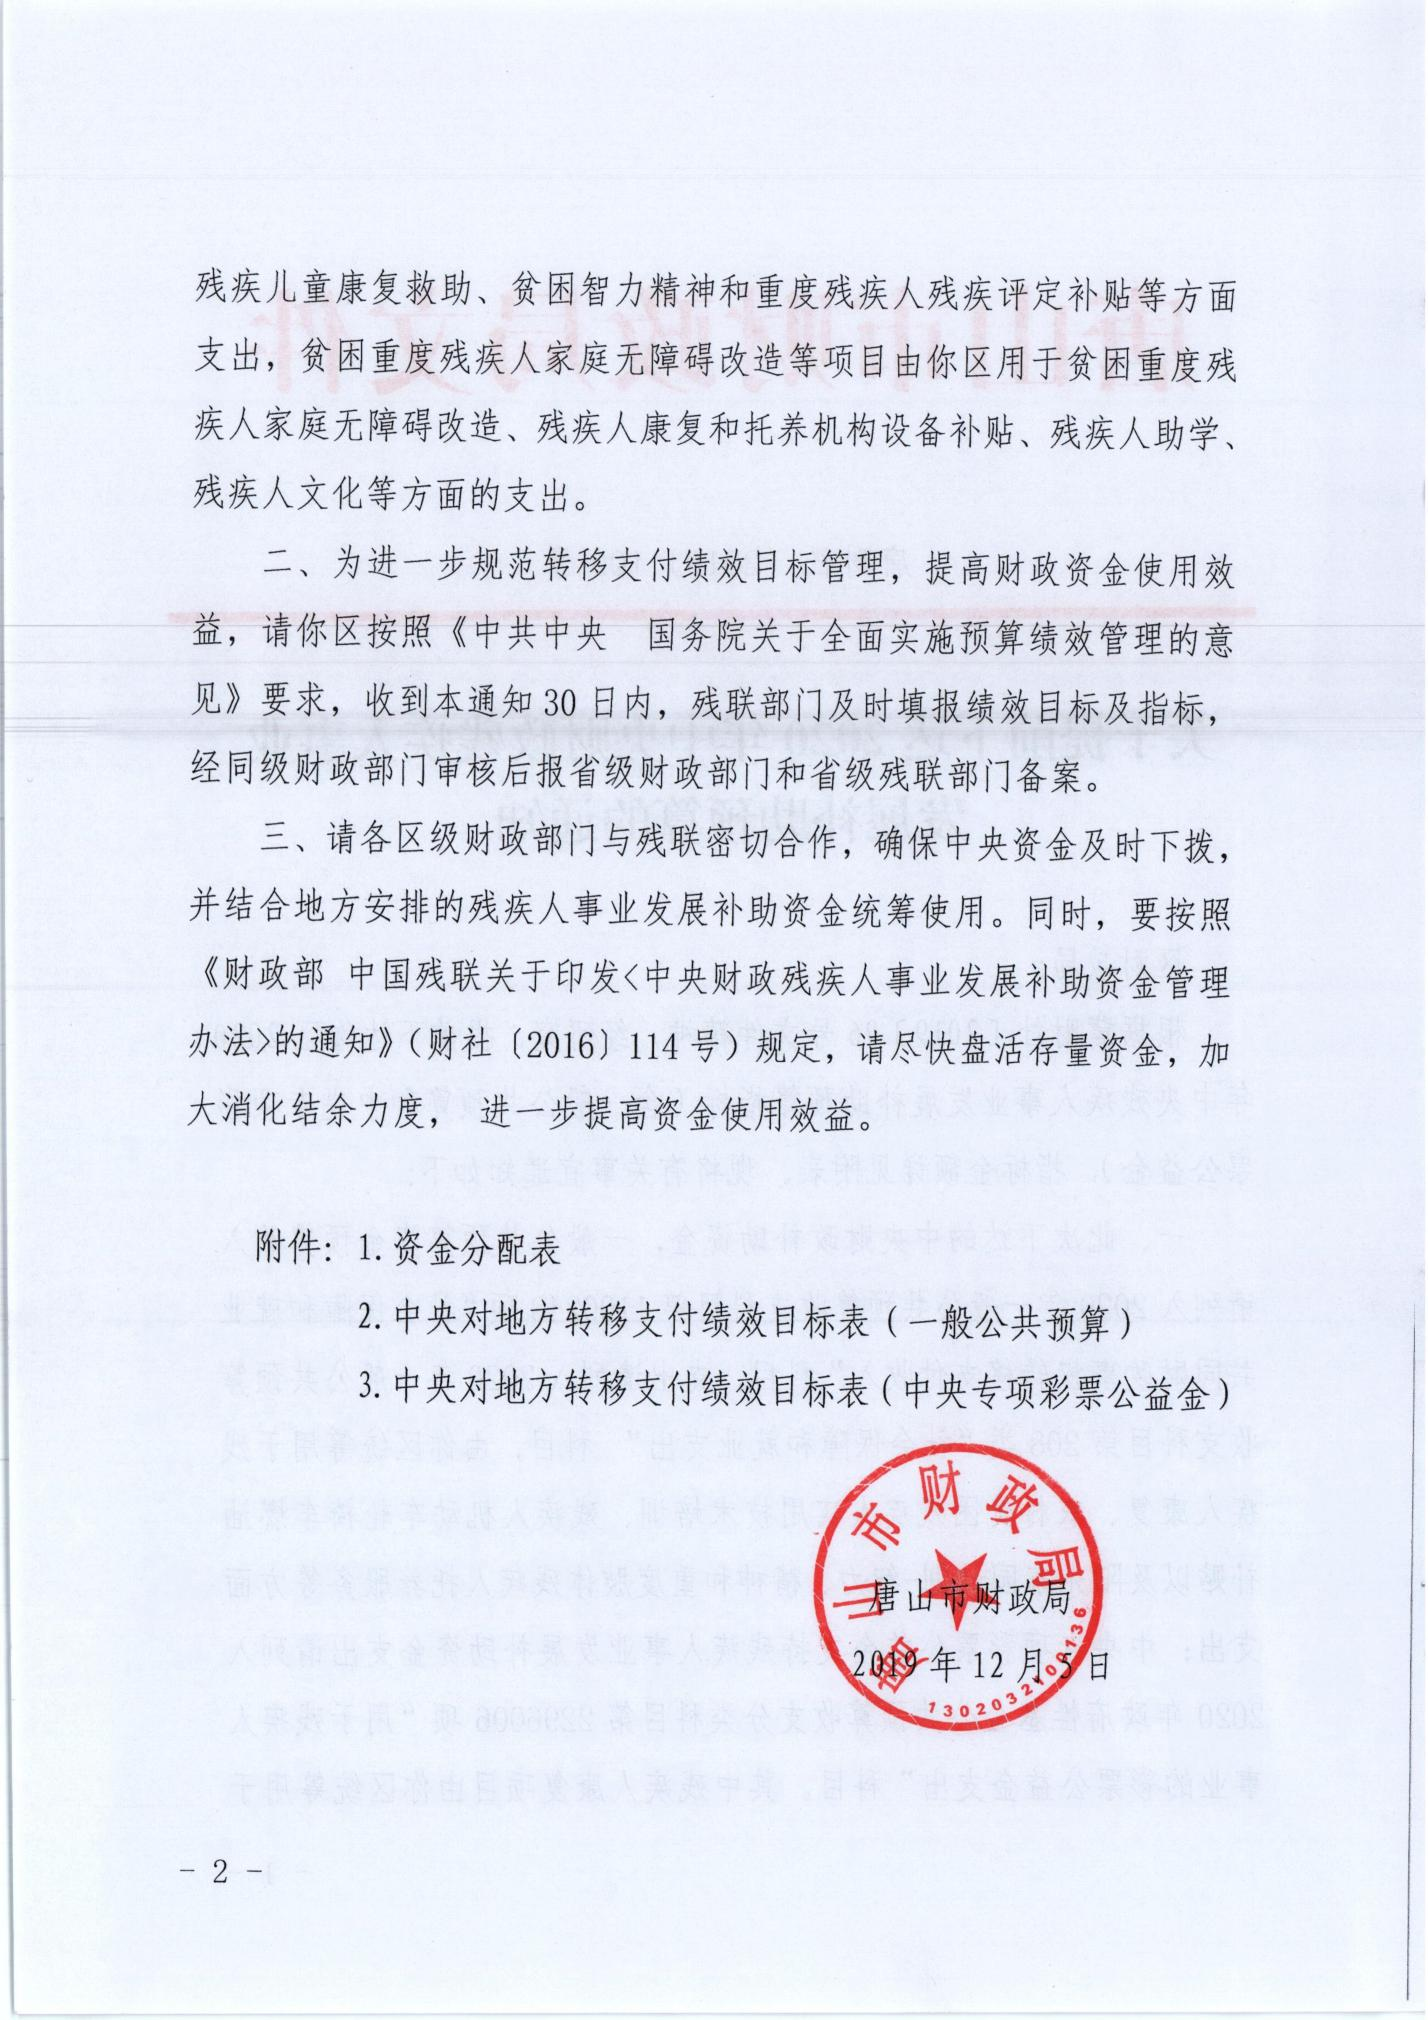 残疾儿童康复救助、贫困智力精神和重度残疾人残疾评定补贴等方面
支出，贫困重度残疾人家庭无障碍改造等项目由你区用于贫困重度残
疾人家庭无障碍改造、残疾人康复和托养机构设备补贴、残疾人助学、
残疾人文化等方面的支出。
二、为进一步规范转移支付绩效目标管理，提高财政资金使用效
益，请你区按照《中共中央　国务院关于全面实施预算绩效管理的意
见》要求，收到本通知 30 日内，残联部门及时填报绩效目标及指标，
经同级财政部门审核后报省级财政部门和省级残联部门备案。
三、请各区级财政部门与残联密切合作，确保中央资金及时下拨，
并结合地方安排的残疾人事业发展补助资金统筹使用。同时，要按照
《财政部 中国残联关于印发<中央财政残疾人事业发展补助资金管理
办法>的通知》（财社〔2016〕114 号）规定，请尽快盘活存量资金，加
大消化结余力度， 进一步提高资金使用效益。
附件：1.资金分配表
2.中央对地方转移支付绩效目标表（一般公共预算）
3.中央对地方转移支付绩效目标表（中央专项彩票公益金）
唐山市财政局
唐山市财政局
2019 年 12 月 5 日
1302032100136
- 2 -